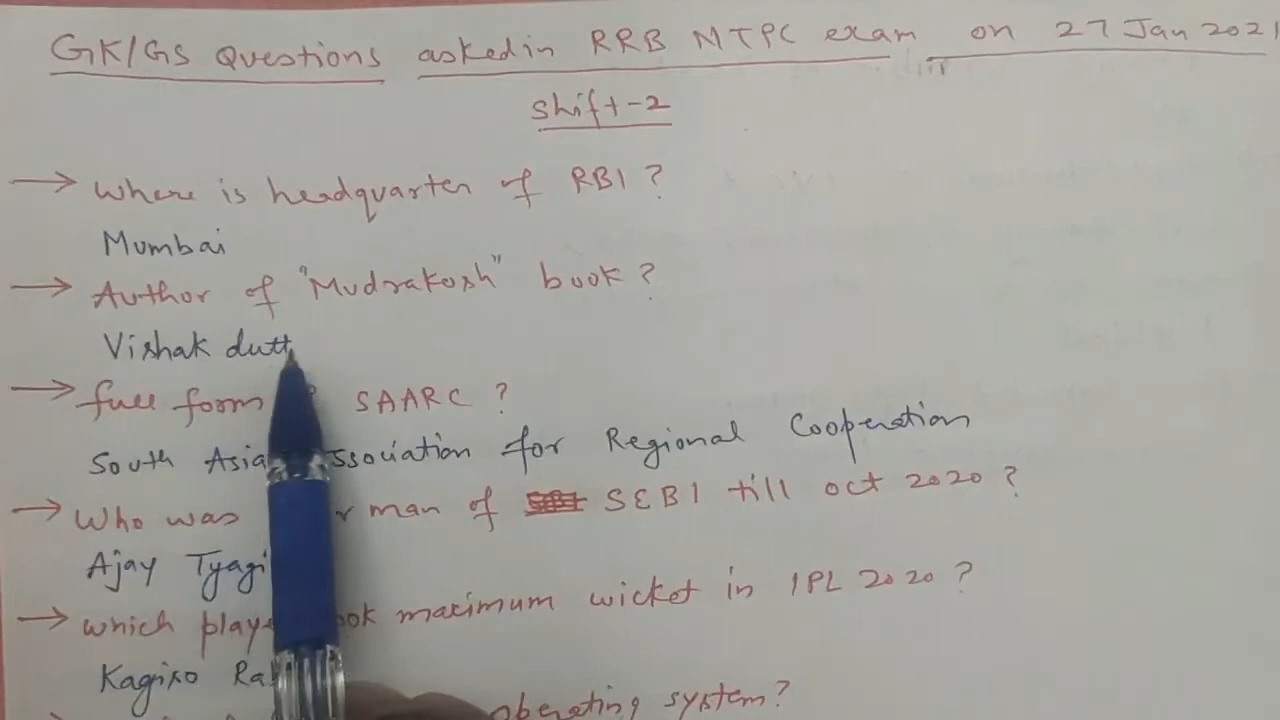 GK/GS Questions asked in RRB NTPC exam on 27 Jan 2021
Shift-2
→ Where is headquarter of RBI ?
Mumbai
→ Author of "Mudrakosh" book ?
Vishak dutt
→ full form SAARC ?
South Asia ssociation for Regional Cooperation
→ Who was r man of SEBI till oct 2020 ?
Ajay Tyagi
→ which playe ook maximum wicket in IPL 2020 ?
Kagiso Ra
operating system?